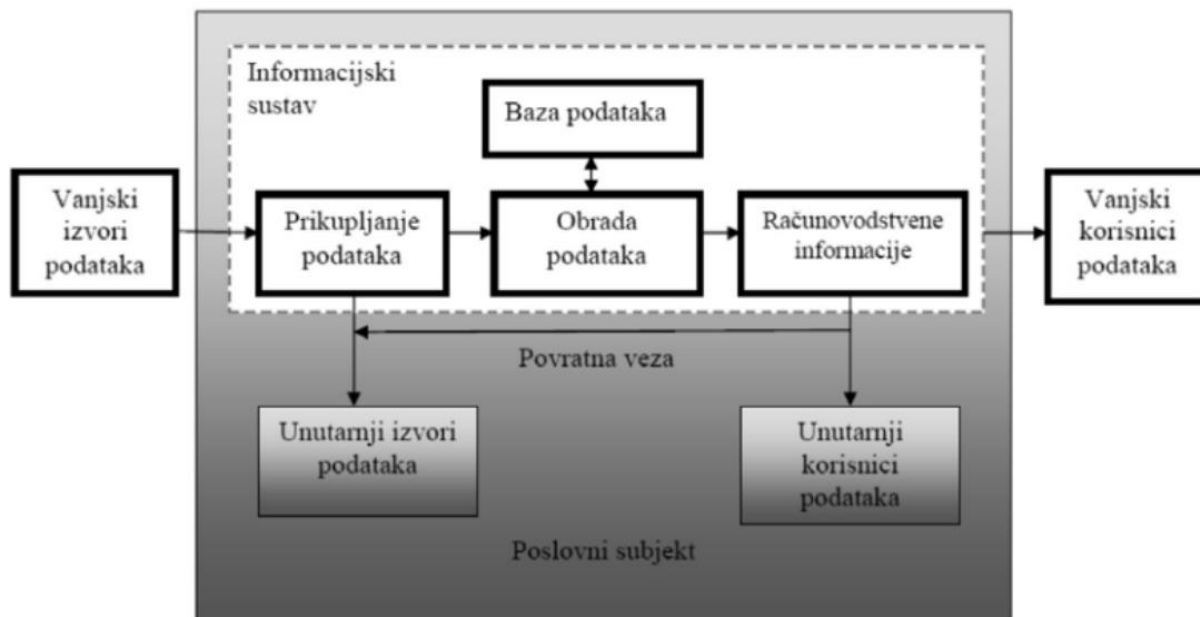 Informacijski
sustav
Baza podataka
Vanjski
izvori
podataka
Prikupljanje
podataka
Obrada
podataka
Računovodstvene
informacije
Vanjski
korisnici
podataka
Povratna veza
Unutarnji izvori
podataka
Unutarnji
korisnici
podataka
Poslovni subjekt